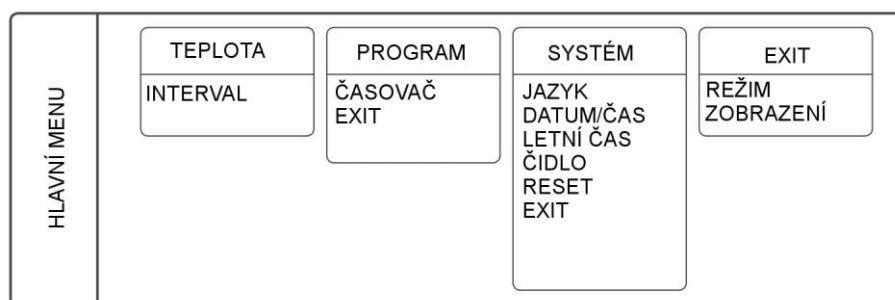 HLAVNÍ MENU
TEPLOTA
INTERVAL
PROGRAM
ČASOVAČ
EXIT
SYSTÉM
JAZYK
DATUM/ČAS
LETNÍ ČAS
ČIDLO
RESET
EXIT
EXIT
REŽIM
ZOBRAZENÍ